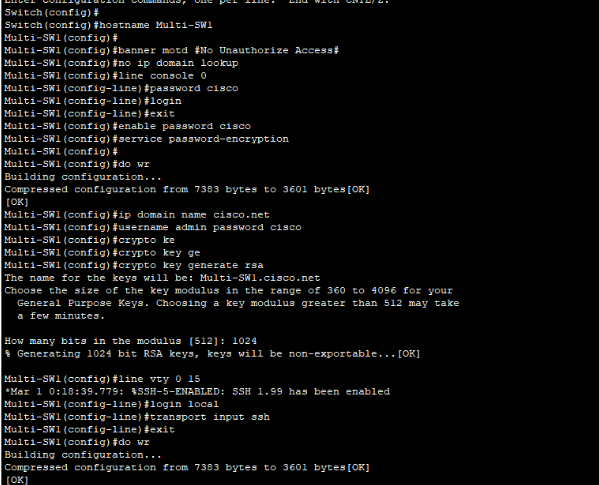 Enter configuration commands, one per line.  End with CNTL/Z.
Switch(config)#
Switch(config)#hostname Multi-SW1
Multi-SW1(config)#
Multi-SW1(config)#banner motd #No Unauthorize Access#
Multi-SW1(config)#no ip domain lookup
Multi-SW1(config)#line console 0
Multi-SW1(config-line)#password cisco
Multi-SW1(config-line)#login
Multi-SW1(config-line)#exit
Multi-SW1(config)#enable password cisco
Multi-SW1(config)#service password-encryption
Multi-SW1(config)#
Multi-SW1(config)#do wr
Building configuration...
Compressed configuration from 7383 bytes to 3601 bytes[OK]
[OK]
Multi-SW1(config)#ip domain name cisco.net
Multi-SW1(config)#username admin password cisco
Multi-SW1(config)#crypto ke
Multi-SW1(config)#crypto key ge
Multi-SW1(config)#crypto key generate rsa
The name for the keys will be: Multi-SW1.cisco.net
Choose the size of the key modulus in the range of 360 to 4096 for your
  General Purpose Keys. Choosing a key modulus greater than 512 may take
  a few minutes.
How many bits in the modulus [512]: 1024
% Generating 1024 bit RSA keys, keys will be non-exportable...[OK]
Multi-SW1(config)#line vty 0 15
*Mar 1 0:18:39.779: %SSH-5-ENABLED: SSH 1.99 has been enabled
Multi-SW1(config-line)#login local
Multi-SW1(config-line)#transport input ssh
Multi-SW1(config-line)#exit
Multi-SW1(config)#do wr
Building configuration...
Compressed configuration from 7383 bytes to 3601 bytes[OK]
[OK]